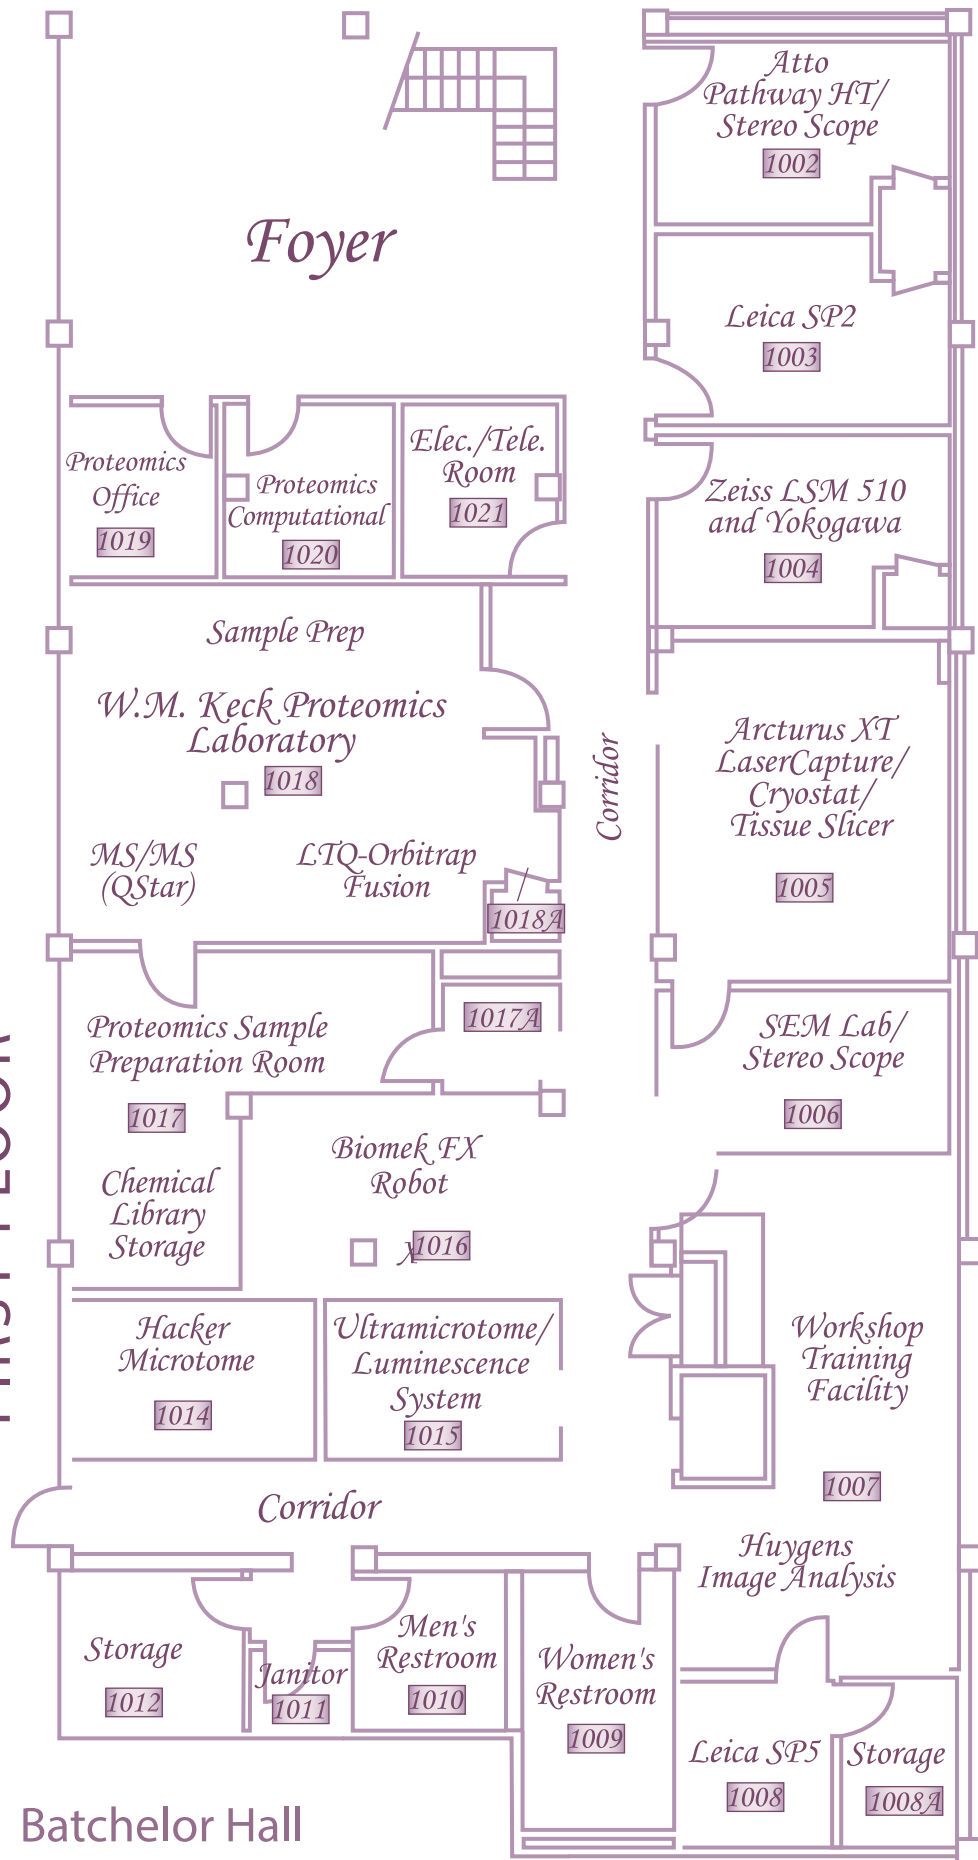 Atto
Pathway HT/
Stereo Scope
1002
Foyer
Leica SP2
1003
Proteomics
Office
1019
Proteomics
Computational
1020
Elec./Tele.
Room
1021
Zeiss LSM 510
and Yokogawa
1004
Sample Prep
W.M. Keck Proteomics
Laboratory
1018
MS/MS
(QStar)
LTQ-Orbitrap
Fusion
1018A
Corridor
Arcturus XT
LaserCapture/
Cryostat/
Tissue Slicer
1005
1017A
Proteomics Sample
Preparation Room
1017
SEM Lab/
Stereo Scope
1006
Chemical
Library
Storage
Biomek FX
Robot
X
1016
FIRST FLOOR
Hacker
Microtome
1014
Ultramicrotome/
Luminescence
System
1015
Workshop
Training
Facility
1007
Corridor
Huygens
Image Analysis
Storage
1012
Janitor
1011
Men's
Restroom
1010
Women's
Restroom
1009
Leica SP5
1008
Storage
1008A
Batchelor Hall